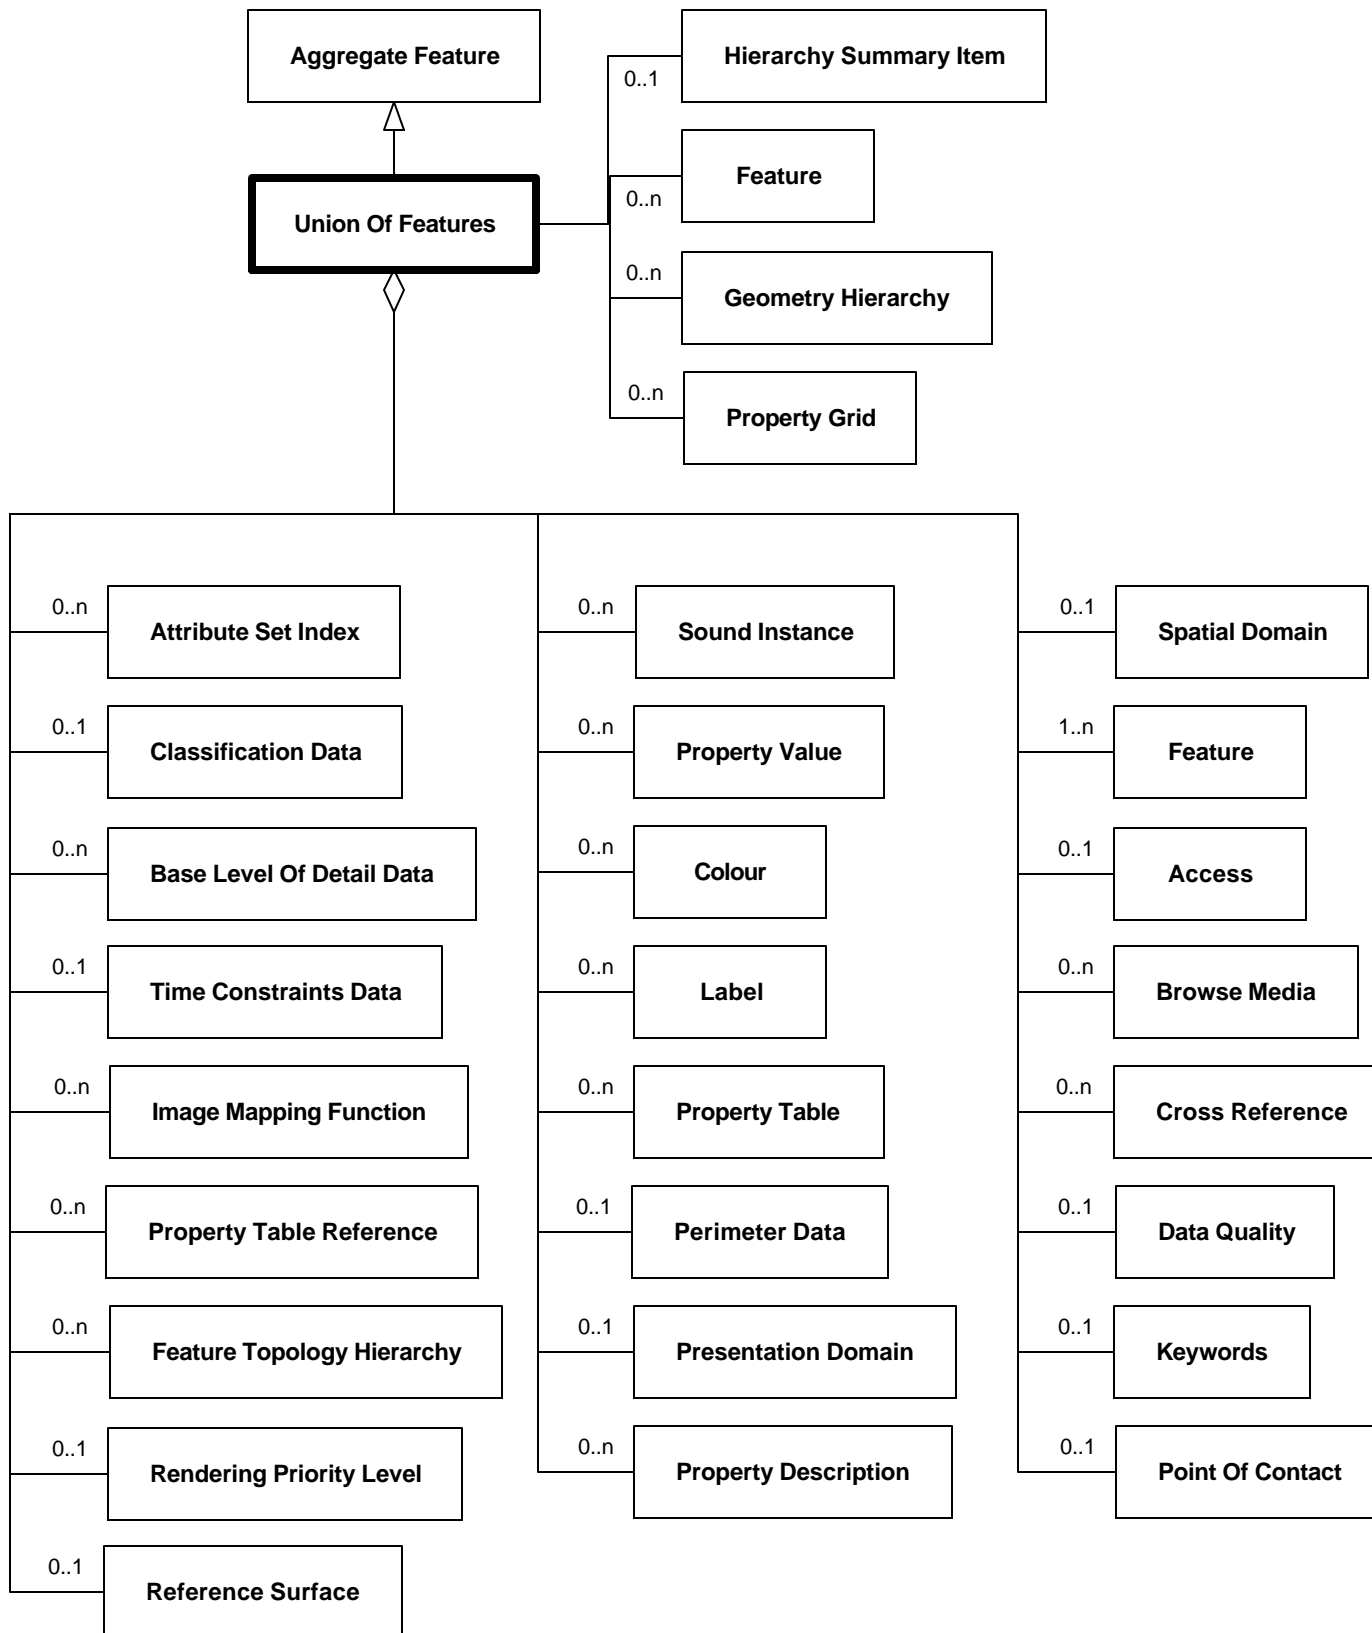 Aggregate Feature
Hierarchy Summary Item
0..1
Feature
0..n
Union Of Features
0..n
Geometry Hierarchy
0..n
Property Grid
0..n
Attribute Set Index
0..1
Classification Data
0..n
Base Level Of Detail Data
0..1
Time Constraints Data
0..n
Image Mapping Function
0..n
Property Table Reference
0..n
Feature Topology Hierarchy
0..1
Rendering Priority Level
0..1
Reference Surface
0..n
Sound Instance
0..n
Property Value
0..n
Colour
0..n
Label
0..n
Property Table
0..1
Perimeter Data
0..1
Presentation Domain
0..n
Property Description
0..1
Spatial Domain
1..n
Feature
0..1
Access
0..n
Browse Media
0..n
Cross Reference
0..1
Data Quality
0..1
Keywords
0..1
Point Of Contact